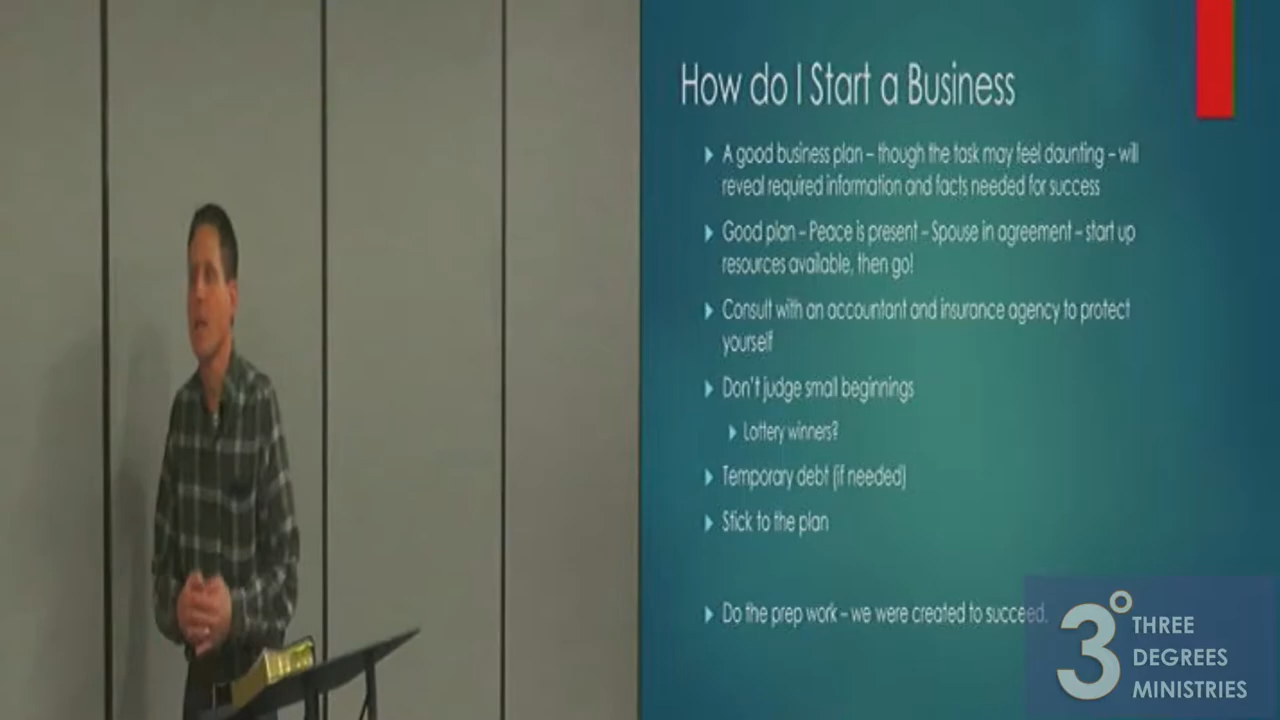 How do I Start a Business
A good business plan – though the task may feel daunting – will
reveal required information and facts needed for success
Good plan – Peace is present – Spouse in agreement – start up
resources available, then go!
Consult with an accountant and insurance agency to protect
yourself
Don't judge small beginnings
Lottery winners?
Temporary debt (if needed)
Stick to the plan
Do the prep work – we were created to succeed.
3° THREE
DEGREES
MINISTRIES